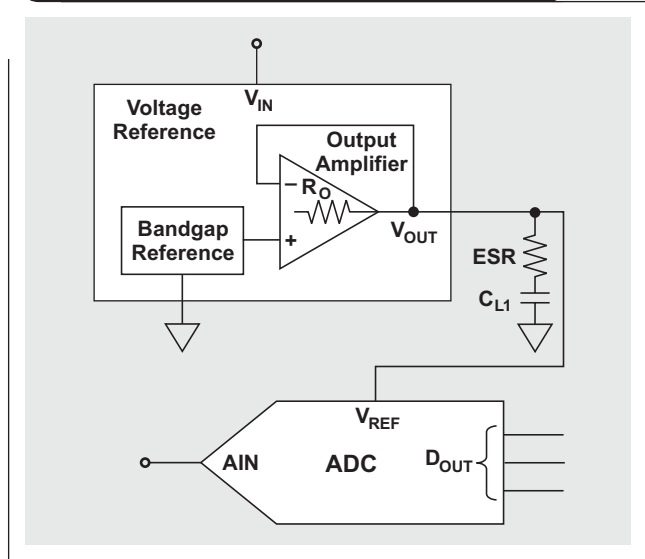 V_IN
Voltage
Reference
Output
Amplifier
R_O
−
+
Bandgap
Reference
V_OUT
ESR
C_L1
V_REF
AIN
ADC
D_OUT